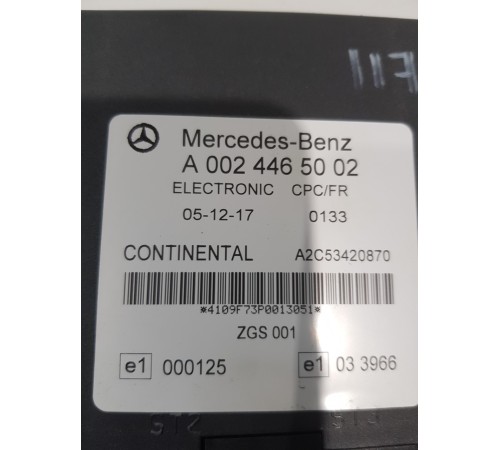 F11
Mercedes-Benz
A 002 446 50 02
ELECTRONIC CPC/FR
05-12-17 0133
CONTINENTAL A2C53420870
*4109F73P0013051*
ZGS 001
e1 000125 e1 03 3966